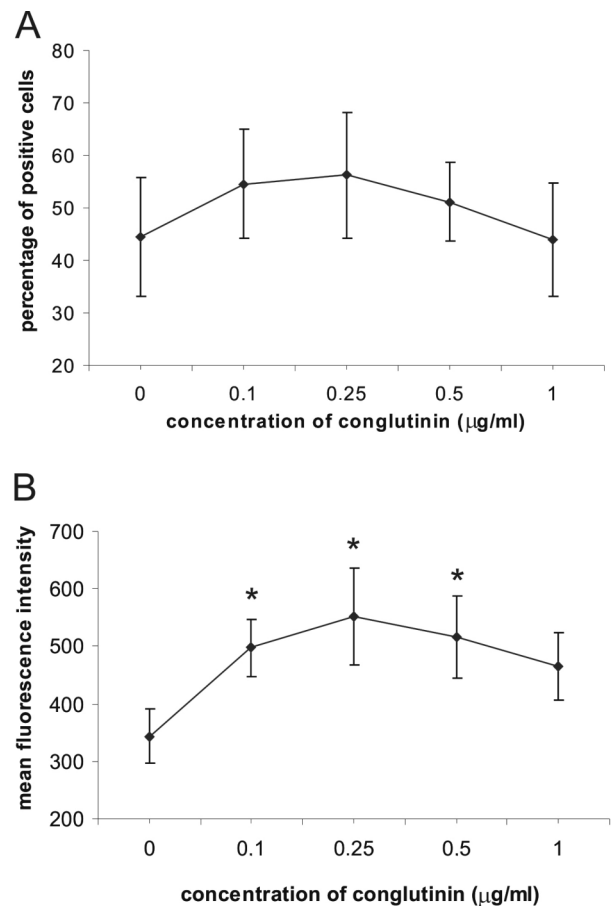 A
80
70
60
50
40
30
20
percentage of positive cells
0 0.1 0.25 0.5 1
concentration of conglutinin (μg/ml)
B
700
600
500
400
300
200
mean fluorescence intensity
* * *
0 0.1 0.25 0.5 1
concentration of conglutinin (μg/ml)